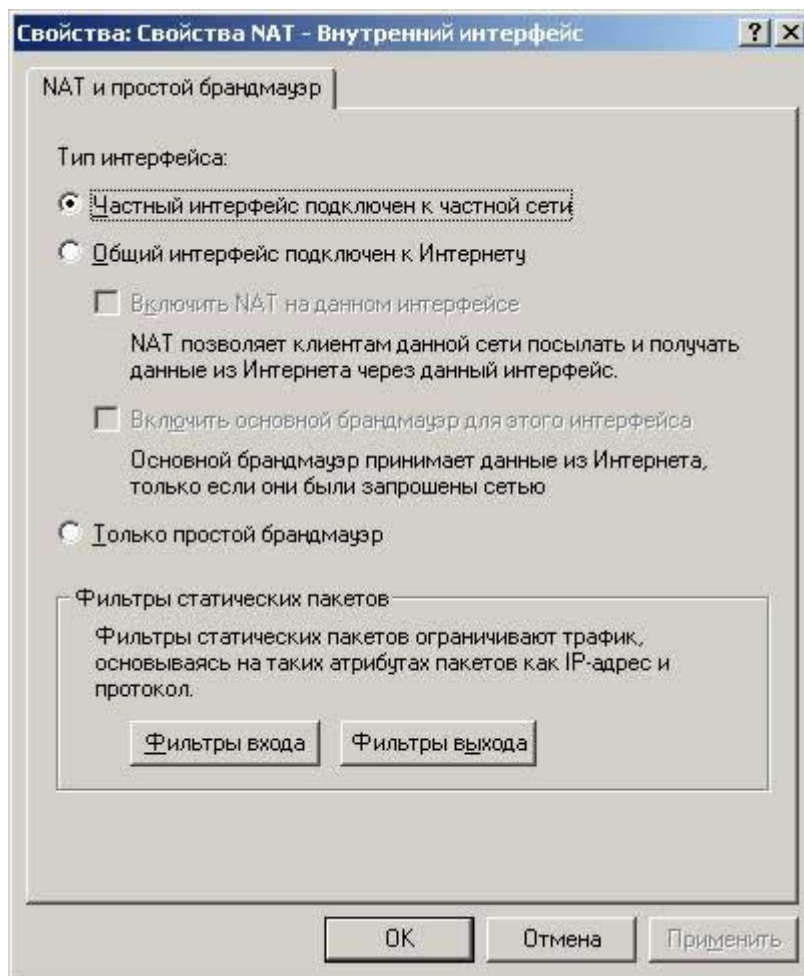 Свойства: Свойства NAT - Внутренний интерфейс
NAT и простой брандмауэр
Тип интерфейса:
Частный интерфейс подключен к частной сети
Общий интерфейс подключен к Интернету
Включить NAT на данном интерфейсе
NAT позволяет клиентам данной сети посылать и получать
данные из Интернета через данный интерфейс.
Включить основной брандмауэр для этого интерфейса
Основной брандмауэр принимает данные из Интернета,
только если они были запрошены сетью
Только простой брандмауэр
Фильтры статических пакетов
Фильтры статических пакетов ограничивают трафик,
основываясь на таких атрибутах пакетов как IP-адрес и
протокол.
Фильтры входа Фильтры выхода
OK Отмена Применить